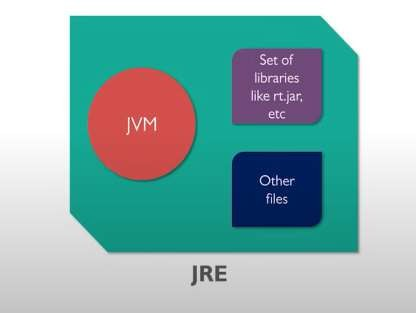 JVM
Set of
libraries
like rt.jar,
etc
Other
files
JRE